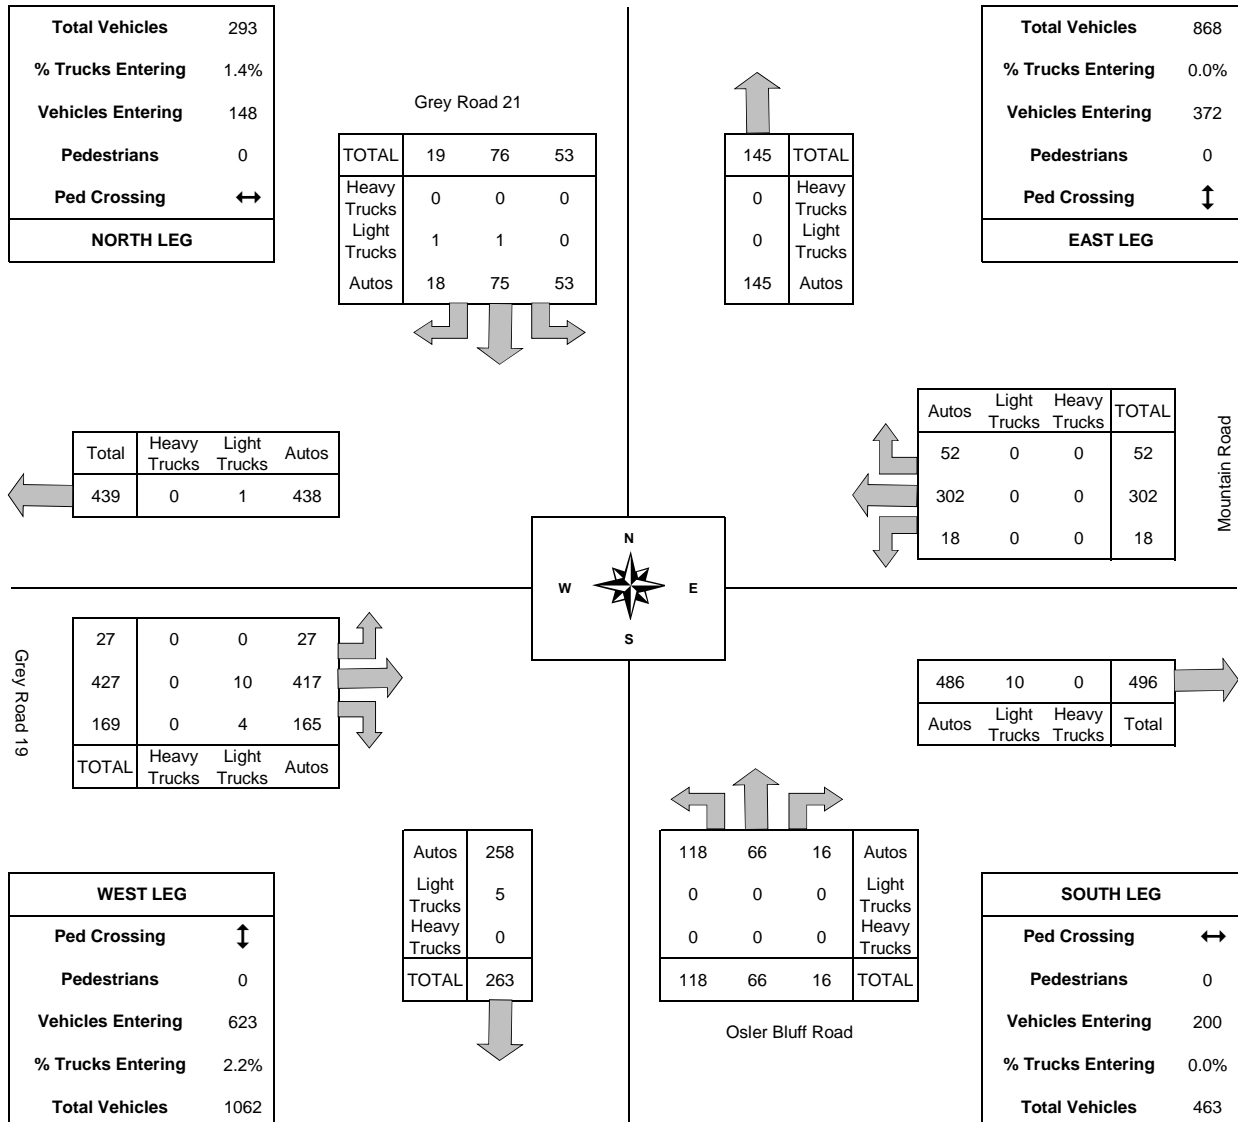 Total Vehicles 293
% Trucks Entering 1.4%
Vehicles Entering 148
Pedestrians 0
Ped Crossing ↔
NORTH LEG
Grey Road 21
TOTAL 19 76 53
Heavy Trucks 0 0 0
Light Trucks 1 1 0
Autos 18 75 53
145 TOTAL
0 Heavy Trucks
0 Light Trucks
145 Autos
Total Vehicles 868
% Trucks Entering 0.0%
Vehicles Entering 372
Pedestrians 0
Ped Crossing ↕
EAST LEG
Total Heavy Trucks Light Trucks Autos
439 0 1 438
Autos Light Trucks Heavy Trucks TOTAL
52 0 0 52
302 0 0 302
18 0 0 18
Mountain Road
N
W E
S
Grey Road 19
27 0 0 27
427 0 10 417
169 0 4 165
TOTAL Heavy Trucks Light Trucks Autos
486 10 0 496
Autos Light Trucks Heavy Trucks Total
Autos 258
Light Trucks 5
Heavy Trucks 0
TOTAL 263
118 66 16 Autos
0 0 0 Light Trucks
0 0 0 Heavy Trucks
118 66 16 TOTAL
Osler Bluff Road
WEST LEG
Ped Crossing ↕
Pedestrians 0
Vehicles Entering 623
% Trucks Entering 2.2%
Total Vehicles 1062
SOUTH LEG
Ped Crossing ↔
Pedestrians 0
Vehicles Entering 200
% Trucks Entering 0.0%
Total Vehicles 463